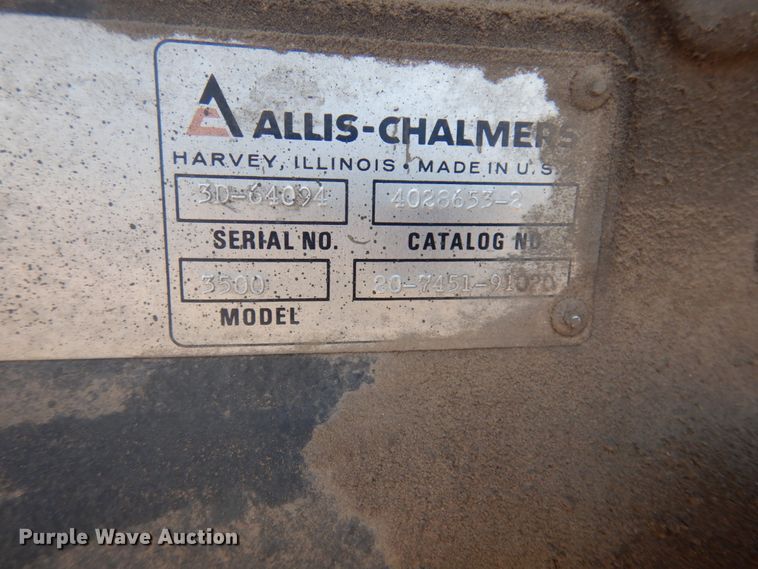 ALLIS-CHALMERS
HARVEY, ILLINOIS • MADE IN U.S.
3D-64094 4028653-2
SERIAL NO. CATALOG NO.
3500 20-7451-91020
MODEL
Purple Wave Auction